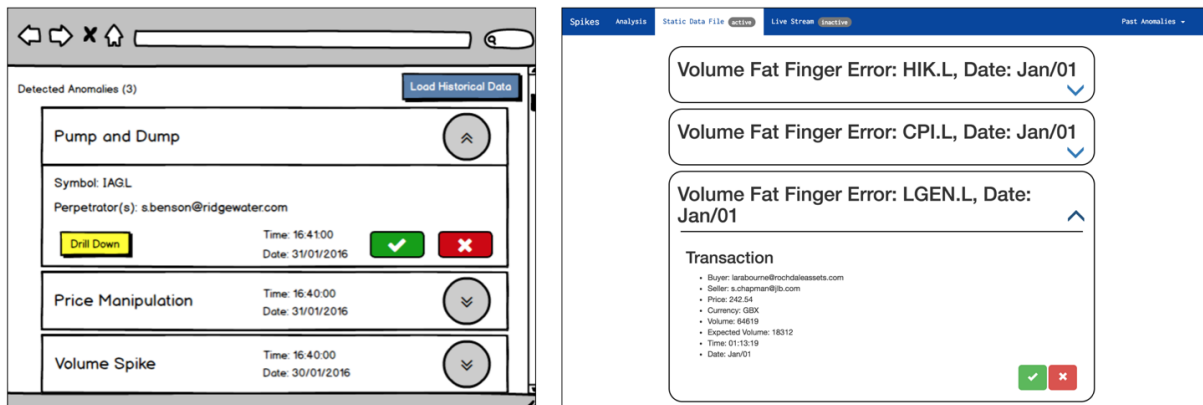 Detected Anomalies (3)
Load Historical Data
Pump and Dump
Symbol: IAG.L
Perpetrator(s): s.benson@ridgewater.com
Drill Down
Time: 16:41:00
Date: 31/01/2016
Price Manipulation
Time: 16:40:00
Date: 31/01/2016
Volume Spike
Time: 16:40:00
Date: 30/01/2016
Spikes Analysis Static Data File active Live Stream inactive Past Anomalies
Volume Fat Finger Error: HIK.L, Date: Jan/01
Volume Fat Finger Error: CPI.L, Date: Jan/01
Volume Fat Finger Error: LGEN.L, Date:
Jan/01
Transaction
• Buyer: larabourne@rochdaleassets.com
• Seller: s.chapman@jlb.com
• Price: 242.54
• Currency: GBX
• Volume: 64619
• Expected Volume: 18312
• Time: 01:13:19
• Date: Jan/01